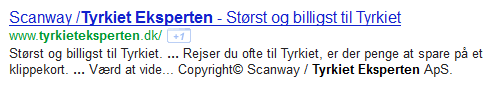 Scanway /Tyrkiet Eksperten - Størst og billigst til Tyrkiet
www.tyrkieteksperten.dk/ +1
Størst og billigst til Tyrkiet. ... Rejser du ofte til Tyrkiet, er der penge at spare på et
klippekort. ... Værd at vide... Copyright© Scanway / Tyrkiet Eksperten ApS.